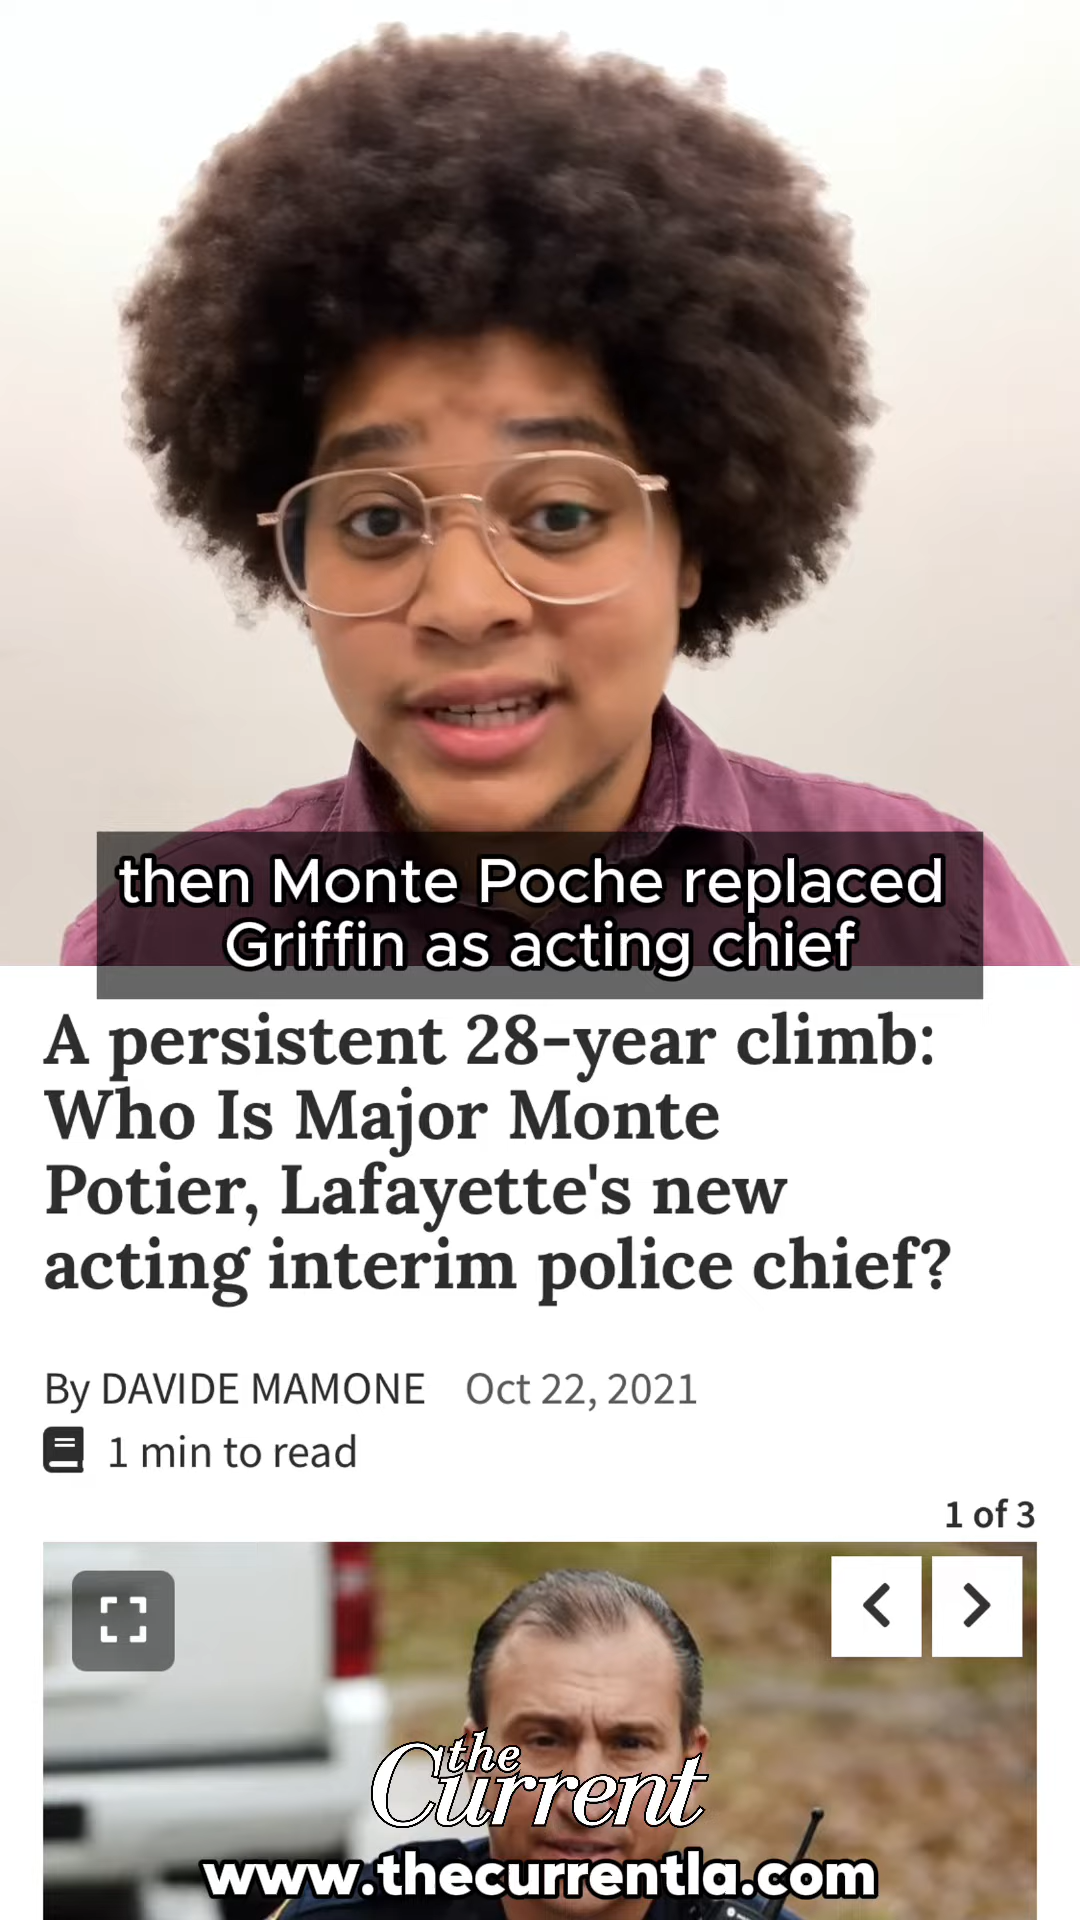 then Monte Poche replaced
Griffin as acting chief
A persistent 28-year climb:
Who Is Major Monte
Potier, Lafayette's new
acting interim police chief?
By DAVIDE MAMONE Oct 22, 2021
1 min to read
1 of 3
the
Current
www.thecurrentla.com